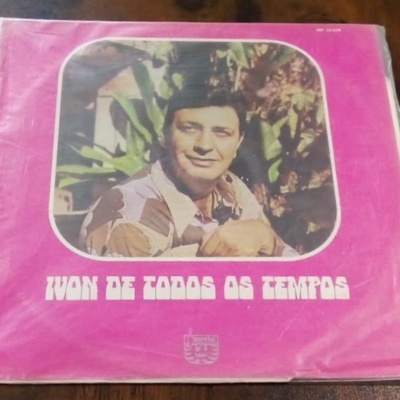 IVON DE TODOS OS TEMPOS